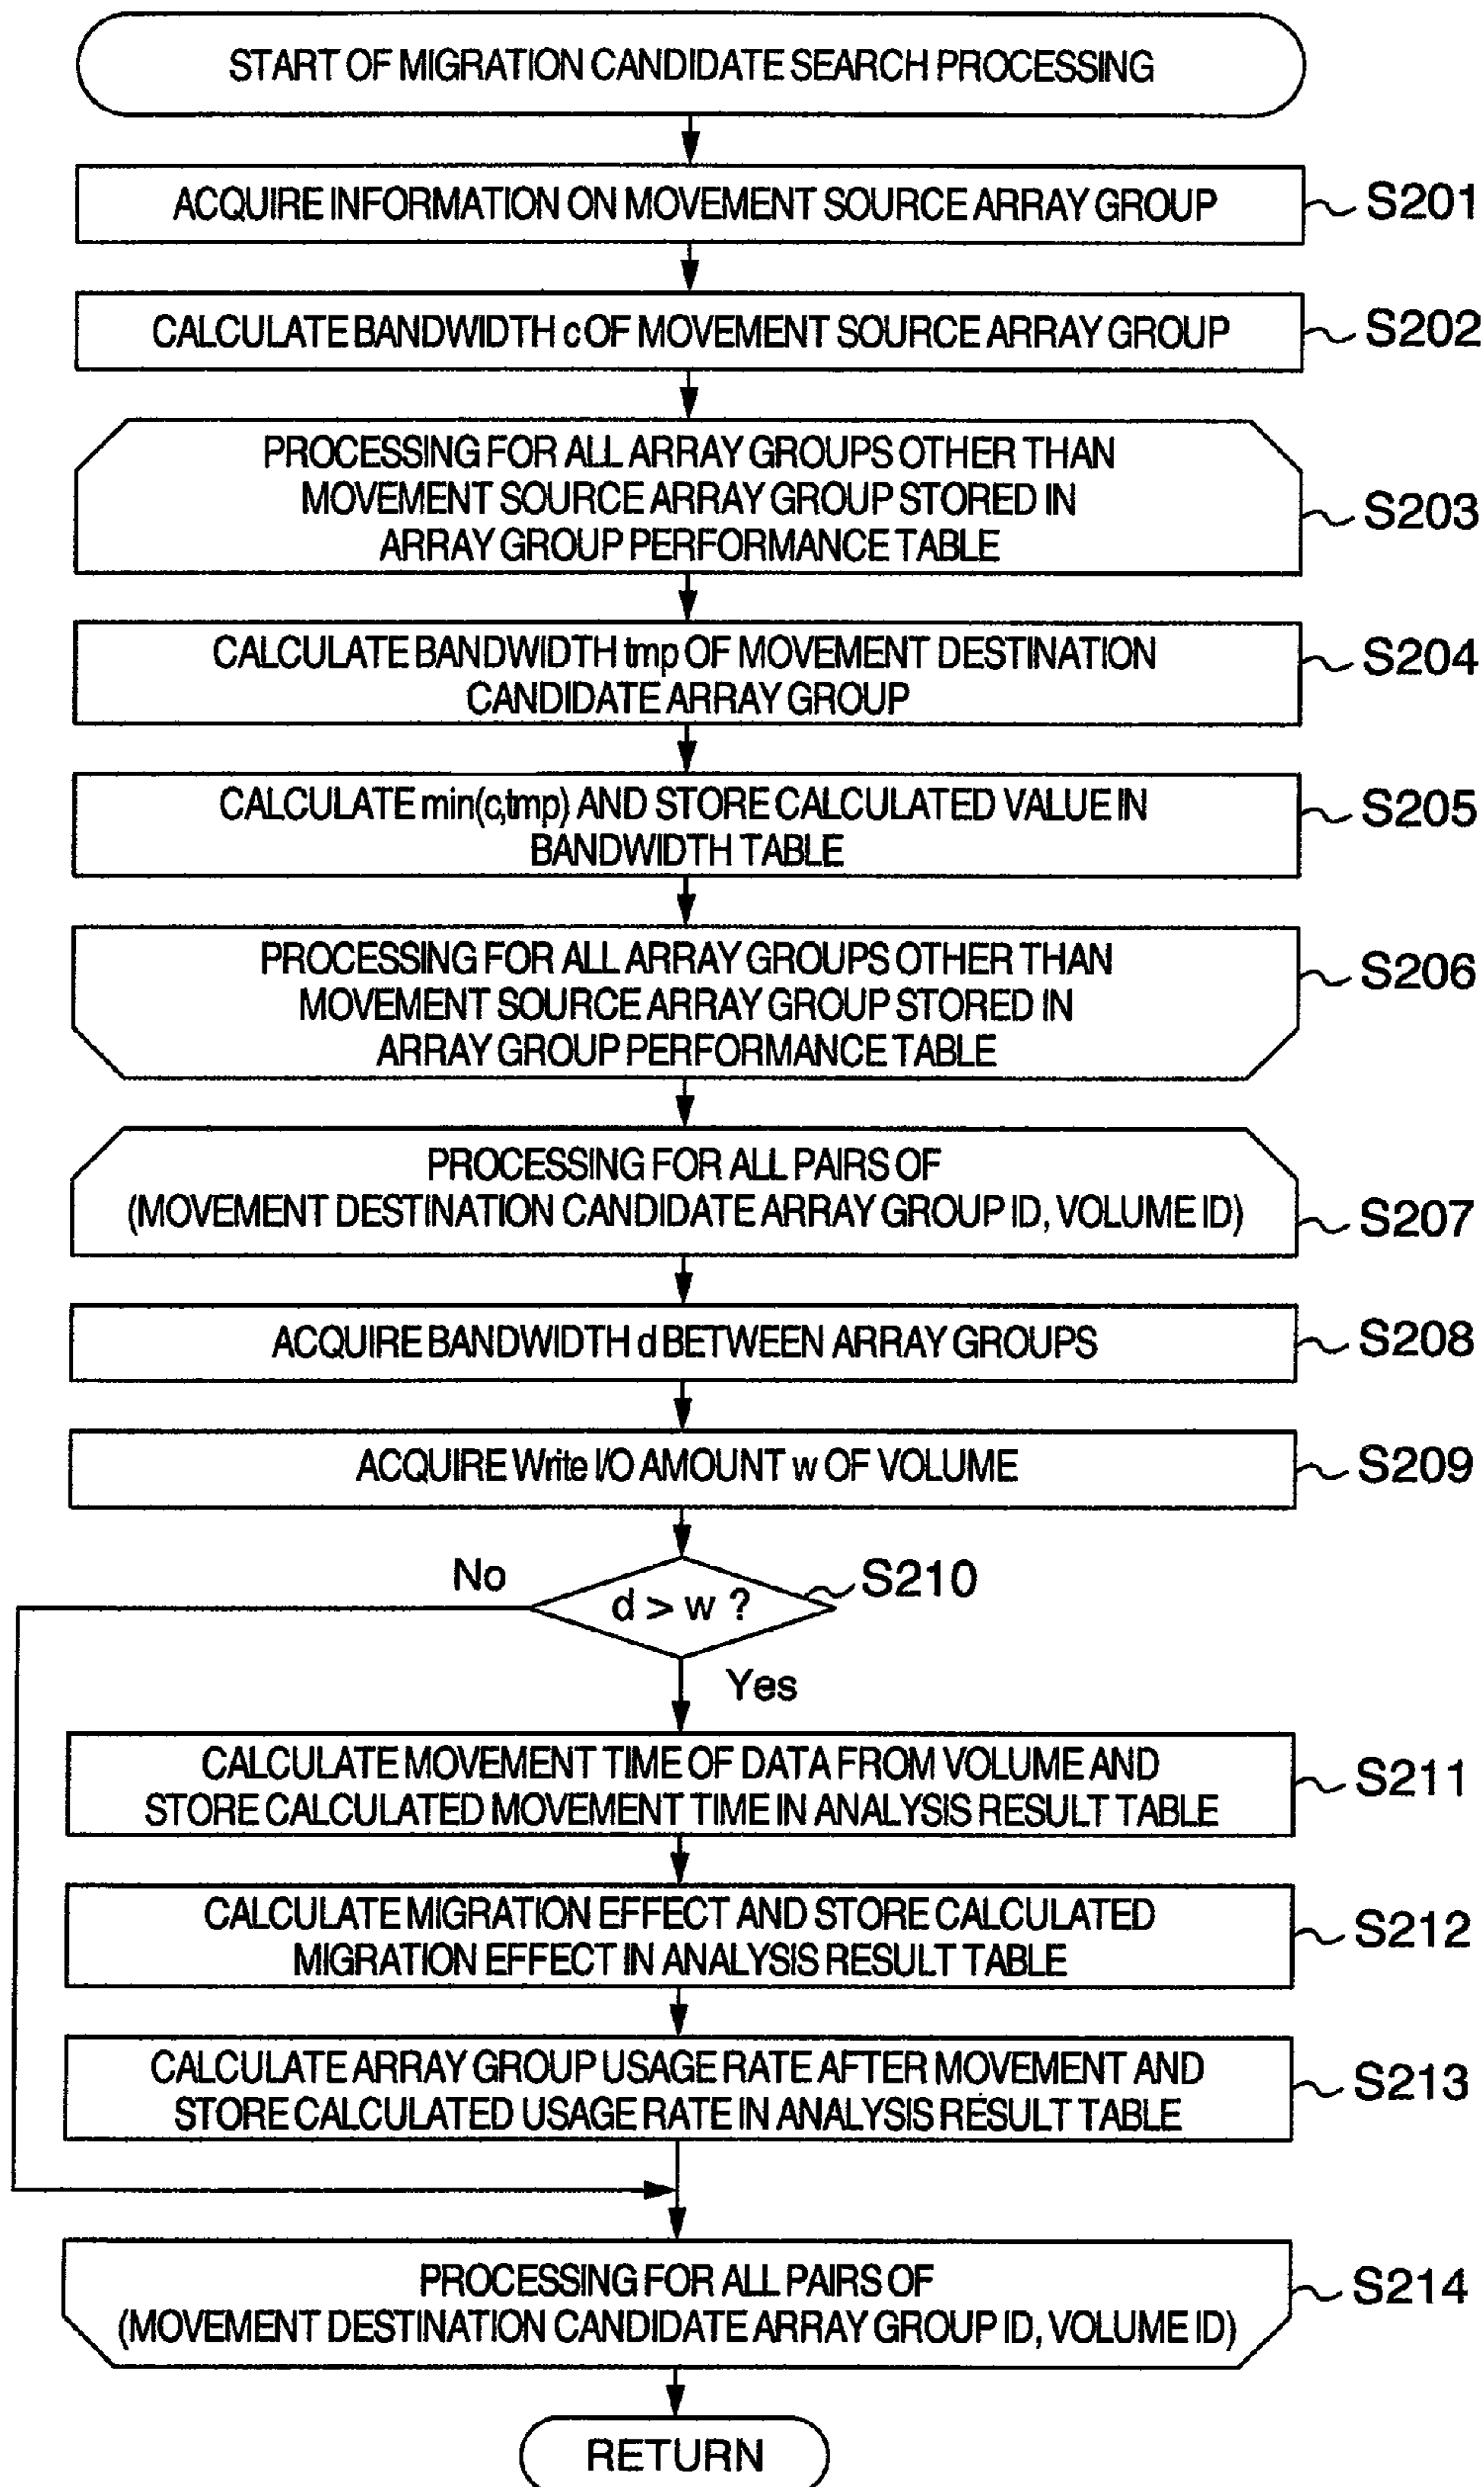 START OF MIGRATION CANDIDATE SEARCH PROCESSING
ACQUIRE INFORMATION ON MOVEMENT SOURCE ARRAY GROUP
S201
CALCULATE BANDWIDTH c OF MOVEMENT SOURCE ARRAY GROUP
S202
PROCESSING FOR ALL ARRAY GROUPS OTHER THAN
MOVEMENT SOURCE ARRAY GROUP STORED IN
ARRAY GROUP PERFORMANCE TABLE
S203
CALCULATE BANDWIDTH tmp OF MOVEMENT DESTINATION
CANDIDATE ARRAY GROUP
S204
CALCULATE min(c,tmp) AND STORE CALCULATED VALUE IN
BANDWIDTH TABLE
S205
PROCESSING FOR ALL ARRAY GROUPS OTHER THAN
MOVEMENT SOURCE ARRAY GROUP STORED IN
ARRAY GROUP PERFORMANCE TABLE
S206
PROCESSING FOR ALL PAIRS OF
(MOVEMENT DESTINATION CANDIDATE ARRAY GROUP ID, VOLUME ID)
S207
ACQUIRE BANDWIDTH d BETWEEN ARRAY GROUPS
S208
ACQUIRE Write I/O AMOUNT w OF VOLUME
S209
No
d > w ?
S210
Yes
CALCULATE MOVEMENT TIME OF DATA FROM VOLUME AND
STORE CALCULATED MOVEMENT TIME IN ANALYSIS RESULT TABLE
S211
CALCULATE MIGRATION EFFECT AND STORE CALCULATED
MIGRATION EFFECT IN ANALYSIS RESULT TABLE
S212
CALCULATE ARRAY GROUP USAGE RATE AFTER MOVEMENT AND
STORE CALCULATED USAGE RATE IN ANALYSIS RESULT TABLE
S213
PROCESSING FOR ALL PAIRS OF
(MOVEMENT DESTINATION CANDIDATE ARRAY GROUP ID, VOLUME ID)
S214
RETURN